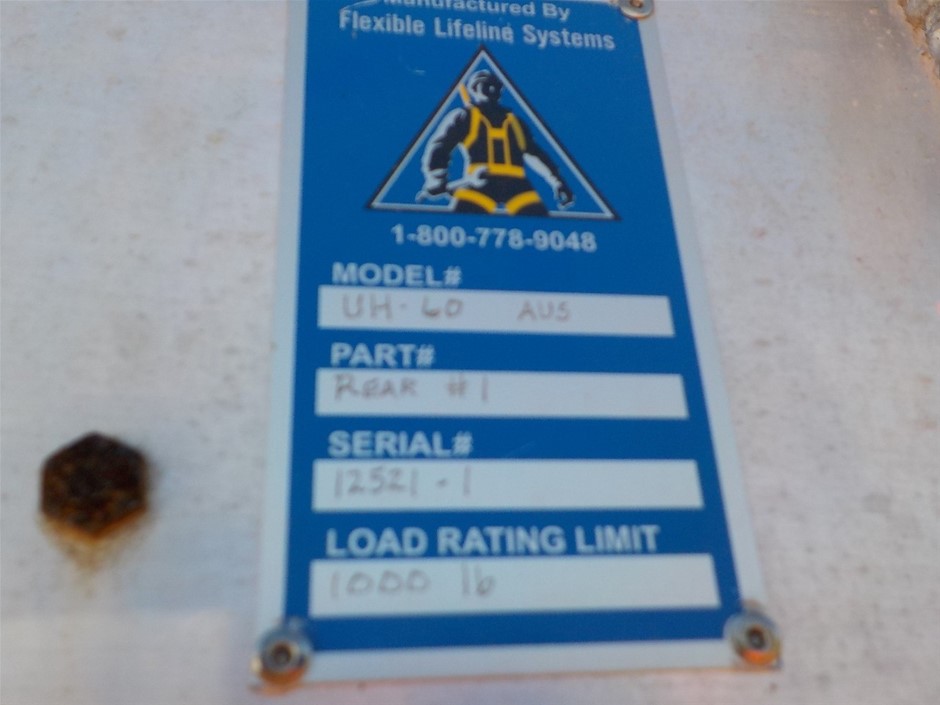 Manufactured By
Flexible Lifeline Systems
1-800-778-9048
MODEL#
UH-60 AUS
PART#
REAR #1
SERIAL#
12521-1
LOAD RATING LIMIT
1000 lb